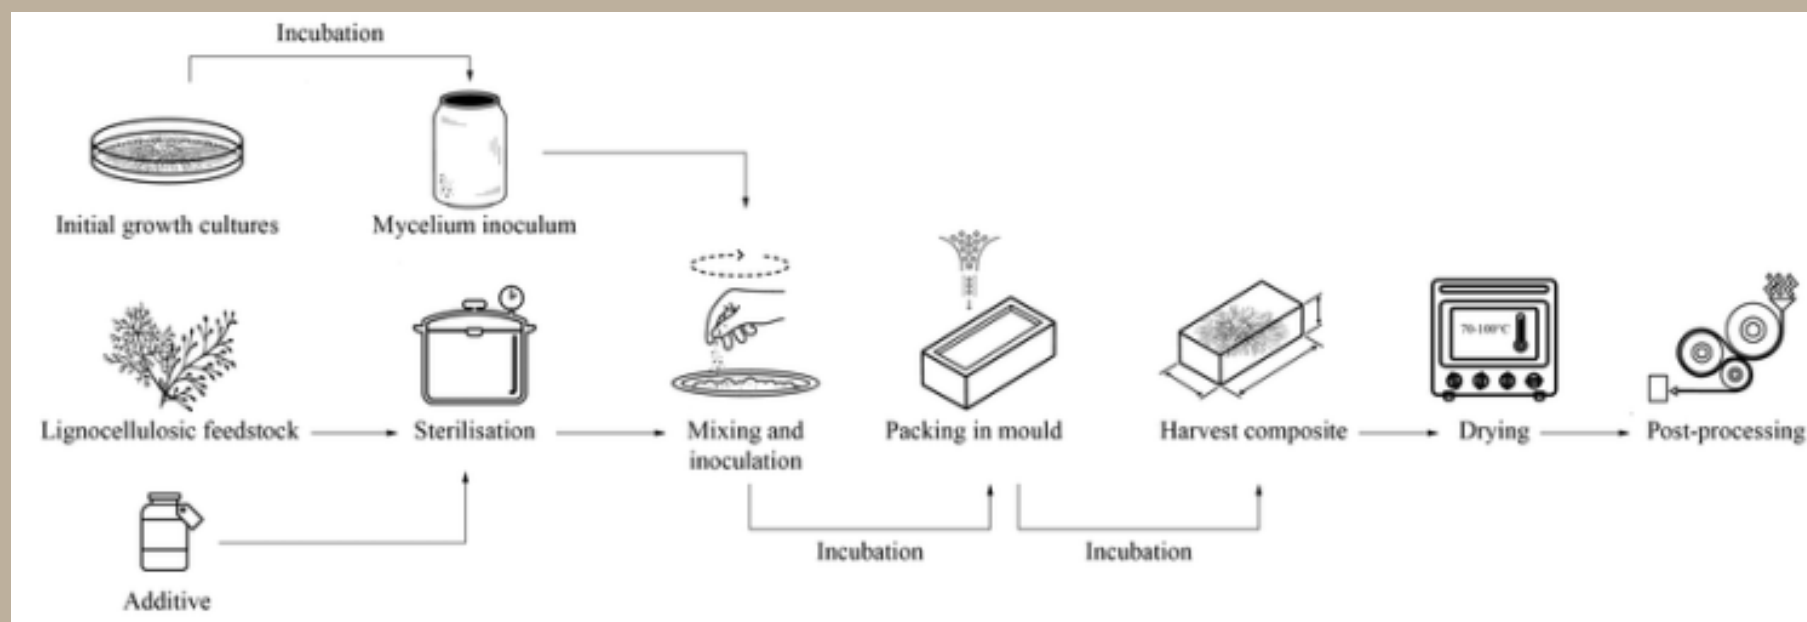 Incubation
Initial growth cultures
Mycelium inoculum
70-100°C
Lignocellulosic feedstock
Sterilisation
Mixing and
inoculation
Packing in mould
Harvest composite
Drying
Post-processing
Incubation
Incubation
Additive